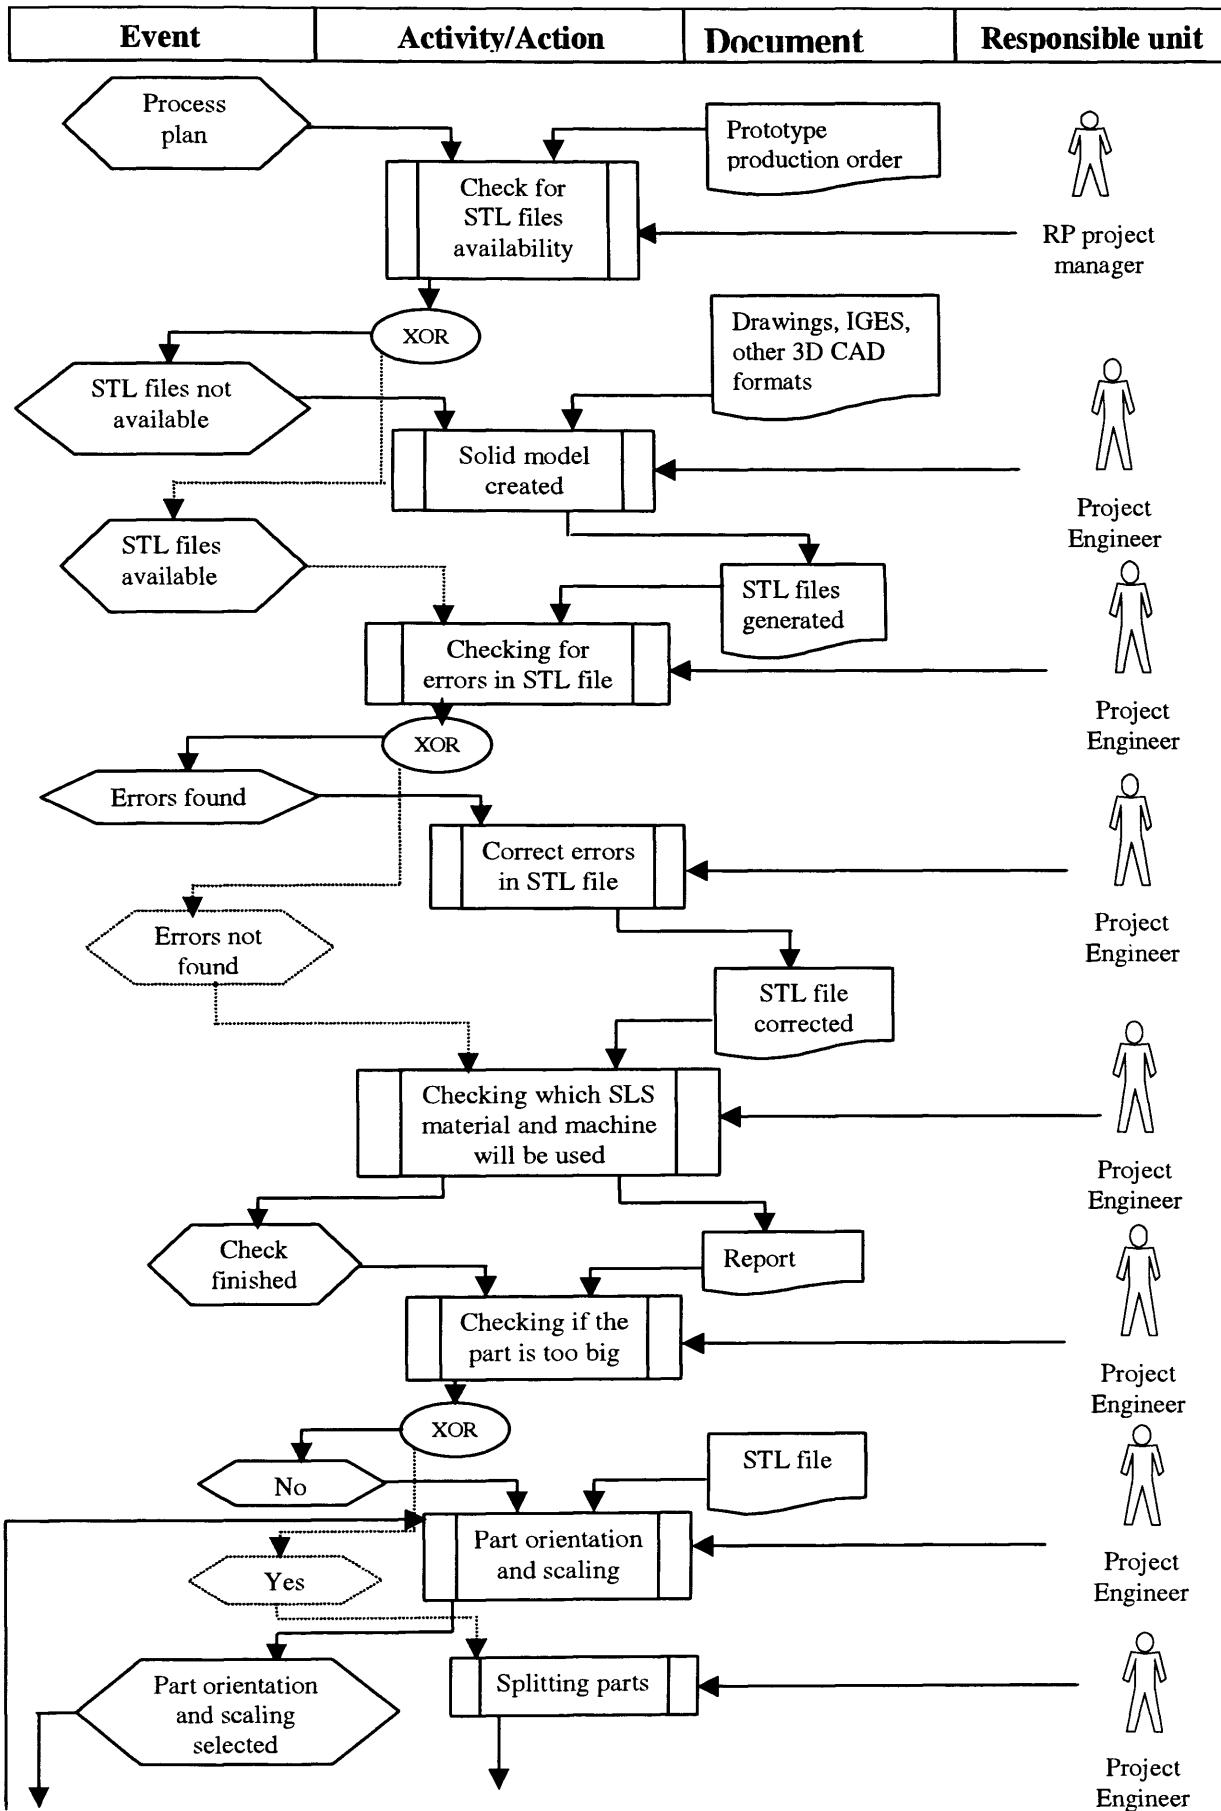 Event
Activity/Action
Document
Responsible unit
Process
plan
Prototype
production order
Check for
STL files
availability
RP project
manager
XOR
Drawings, IGES,
other 3D CAD
formats
STL files not
available
Solid model
created
Project
Engineer
STL files
available
STL files
generated
Checking for
errors in STL file
Project
Engineer
XOR
Errors found
Correct errors
in STL file
Project
Engineer
Errors not
found
STL file
corrected
Checking which SLS
material and machine
will be used
Project
Engineer
Check
finished
Report
Checking if the
part is too big
Project
Engineer
XOR
No
STL file
Part orientation
and scaling
Project
Engineer
Yes
Part orientation
and scaling
selected
Splitting parts
Project
Engineer